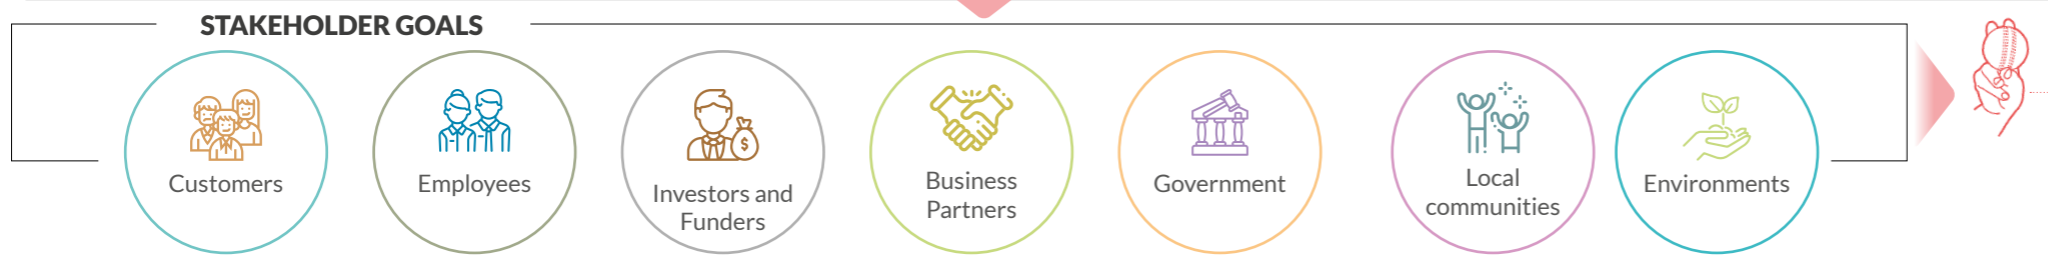 STAKEHOLDER GOALS
Customers
Employees
Investors and
Funders
Business
Partners
Government
Local
communities
Environments